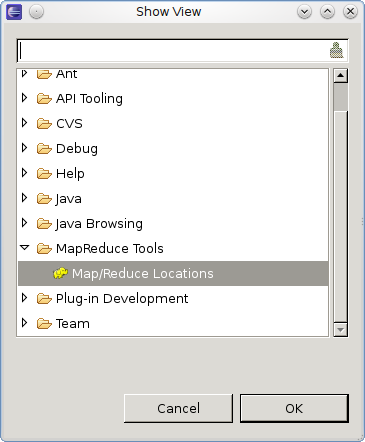 Show View
Ant
API Tooling
CVS
Debug
Help
Java
Java Browsing
MapReduce Tools
Map/Reduce Locations
Plug-in Development
Team
Cancel OK